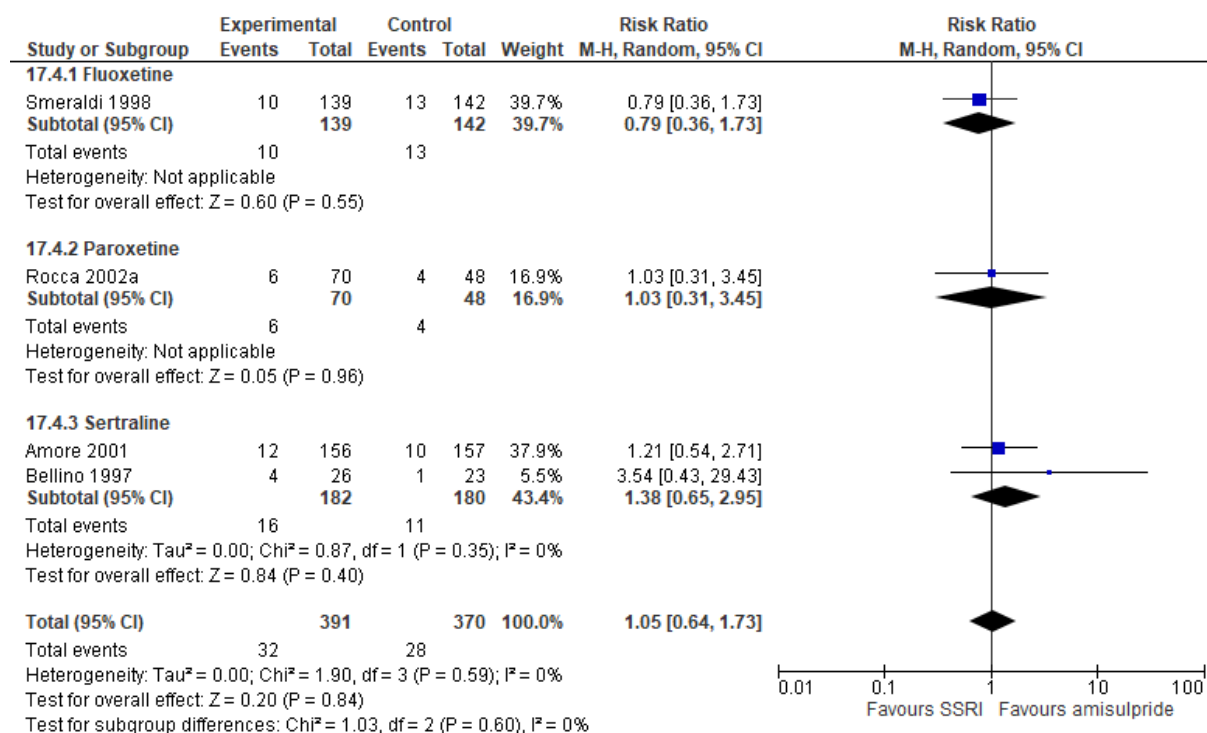 Experimental Control Risk Ratio Risk Ratio
Study or Subgroup Events Total Events Total Weight M-H, Random, 95% CI M-H, Random, 95% CI
17.4.1 Fluoxetine
Smeraldi 1998 10 139 13 142 39.7% 0.79 [0.36, 1.73]
Subtotal (95% CI) 139 142 39.7% 0.79 [0.36, 1.73]
Total events 10 13
Heterogeneity: Not applicable
Test for overall effect: Z = 0.60 (P = 0.55)
17.4.2 Paroxetine
Rocca 2002a 6 70 4 48 16.9% 1.03 [0.31, 3.45]
Subtotal (95% CI) 70 48 16.9% 1.03 [0.31, 3.45]
Total events 6 4
Heterogeneity: Not applicable
Test for overall effect: Z = 0.05 (P = 0.96)
17.4.3 Sertraline
Amore 2001 12 156 10 157 37.9% 1.21 [0.54, 2.71]
Bellino 1997 4 26 1 23 5.5% 3.54 [0.43, 29.43]
Subtotal (95% CI) 182 180 43.4% 1.38 [0.65, 2.95]
Total events 16 11
Heterogeneity: Tau² = 0.00; Chi² = 0.87, df = 1 (P = 0.35); I² = 0%
Test for overall effect: Z = 0.84 (P = 0.40)
Total (95% CI) 391 370 100.0% 1.05 [0.64, 1.73]
Total events 32 28
Heterogeneity: Tau² = 0.00; Chi² = 1.90, df = 3 (P = 0.59); I² = 0%
Test for overall effect: Z = 0.20 (P = 0.84)
Test for subgroup differences: Chi² = 1.03, df = 2 (P = 0.60), I² = 0%
0.01 0.1 1 10 100
Favours SSRI Favours amisulpride